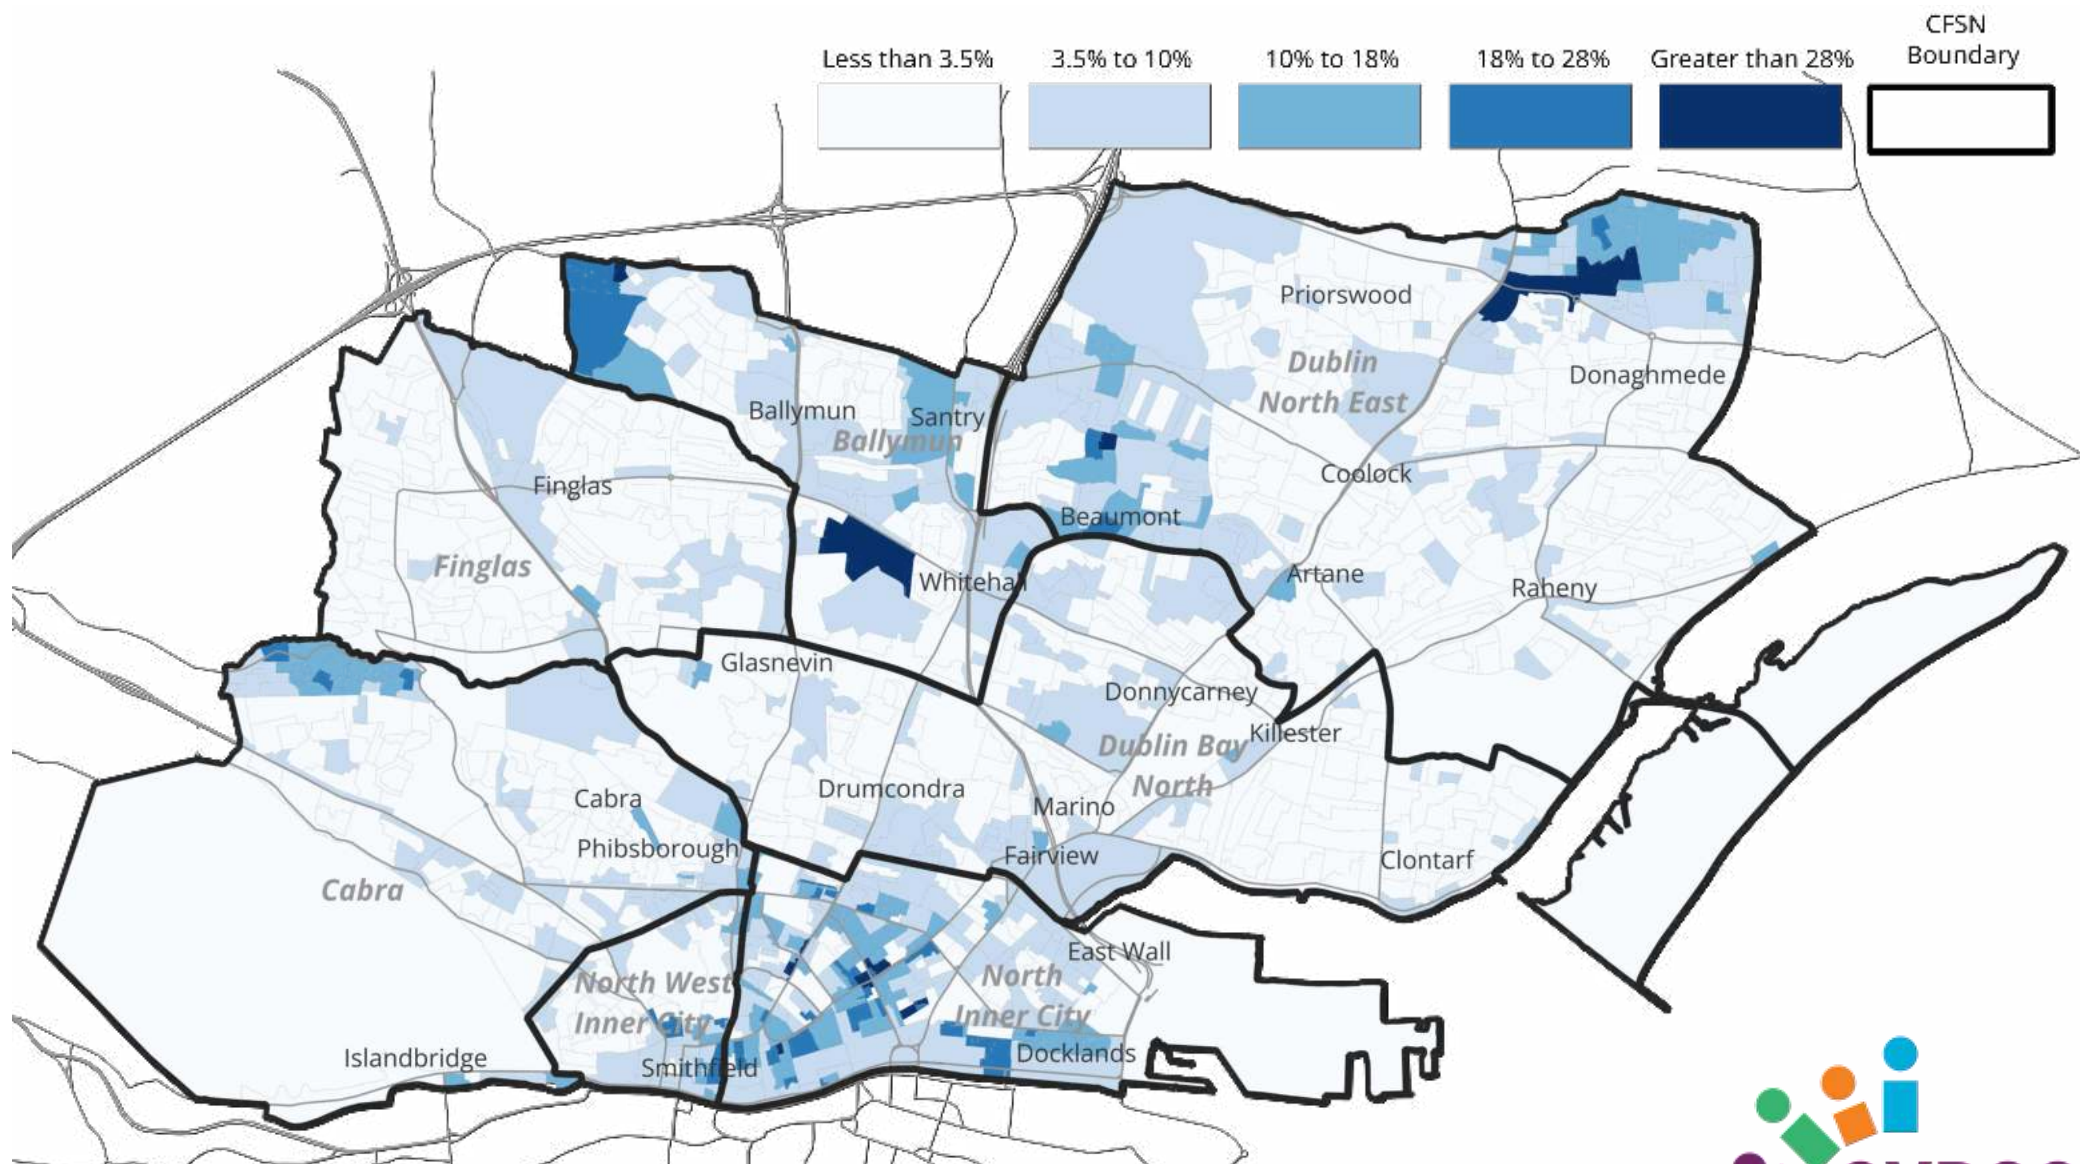 CFSN
Boundary
Less than 3.5%
3.5% to 10%
10% to 18%
18% to 28%
Greater than 28%
Priorswood
Dublin
North East
Donaghmede
Ballymun
Santry
Ballymun
Coolock
Finglas
Beaumont
Finglas
Whitehall
Artane
Raheny
Glasnevin
Donnycarney
Killester
Dublin Bay
North
Drumcondra
Cabra
Marino
Phibsborough
Fairview
Clontarf
Cabra
East Wall
North West
Inner City
North
Inner City
Islandbridge
Smithfield
Docklands